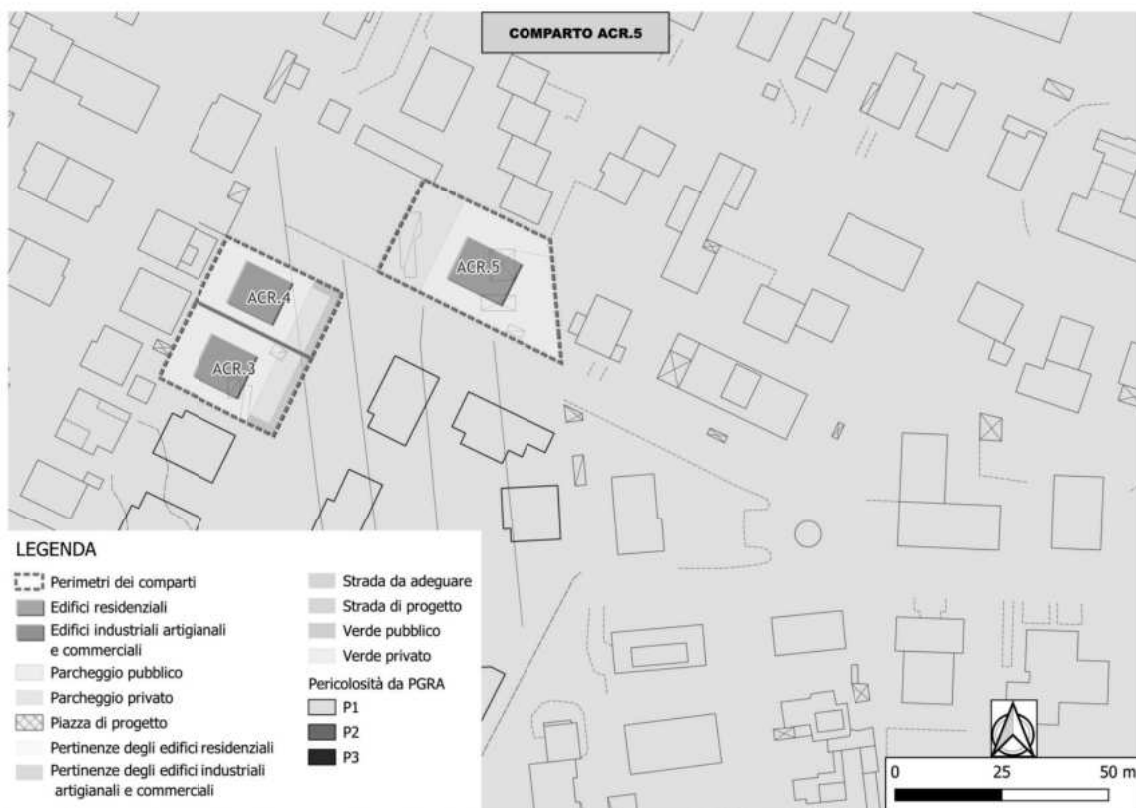 COMPARTO ACR.5
ACR.5
ACR.4
ACR.3
LEGENDA
Perimetri dei comparti
Edifici residenziali
Edifici industriali artigianali
e commerciali
Parcheggio pubblico
Parcheggio privato
Piazza di progetto
Pertinenze degli edifici residenziali
Pertinenze degli edifici industriali
artigianali e commerciali
Strada da adeguare
Strada di progetto
Verde pubblico
Verde privato
Pericolosità da PGRA
P1
P2
P3
0 25 50 m